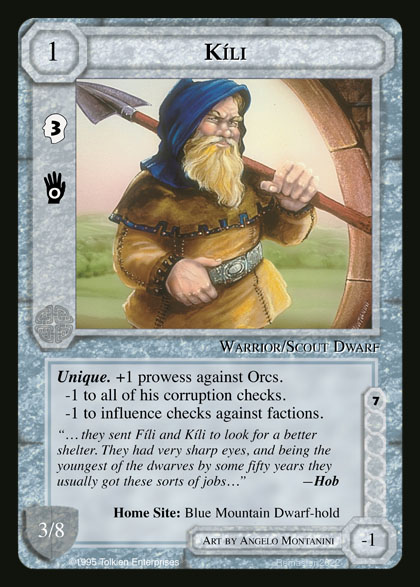 1
Kíli
3
Warrior/Scout Dwarf
Unique. +1 prowess against Orcs.
-1 to all of his corruption checks.
-1 to influence checks against factions.
7
“… they sent Fíli and Kíli to look for a better
shelter. They had very sharp eyes, and being the
youngest of the dwarves by some fifty years they
usually got these sorts of jobs…” —Hob
Home Site: Blue Mountain Dwarf-hold
3/8
Art by Angelo Montanini
-1
©1995 Tolkien Enterprises